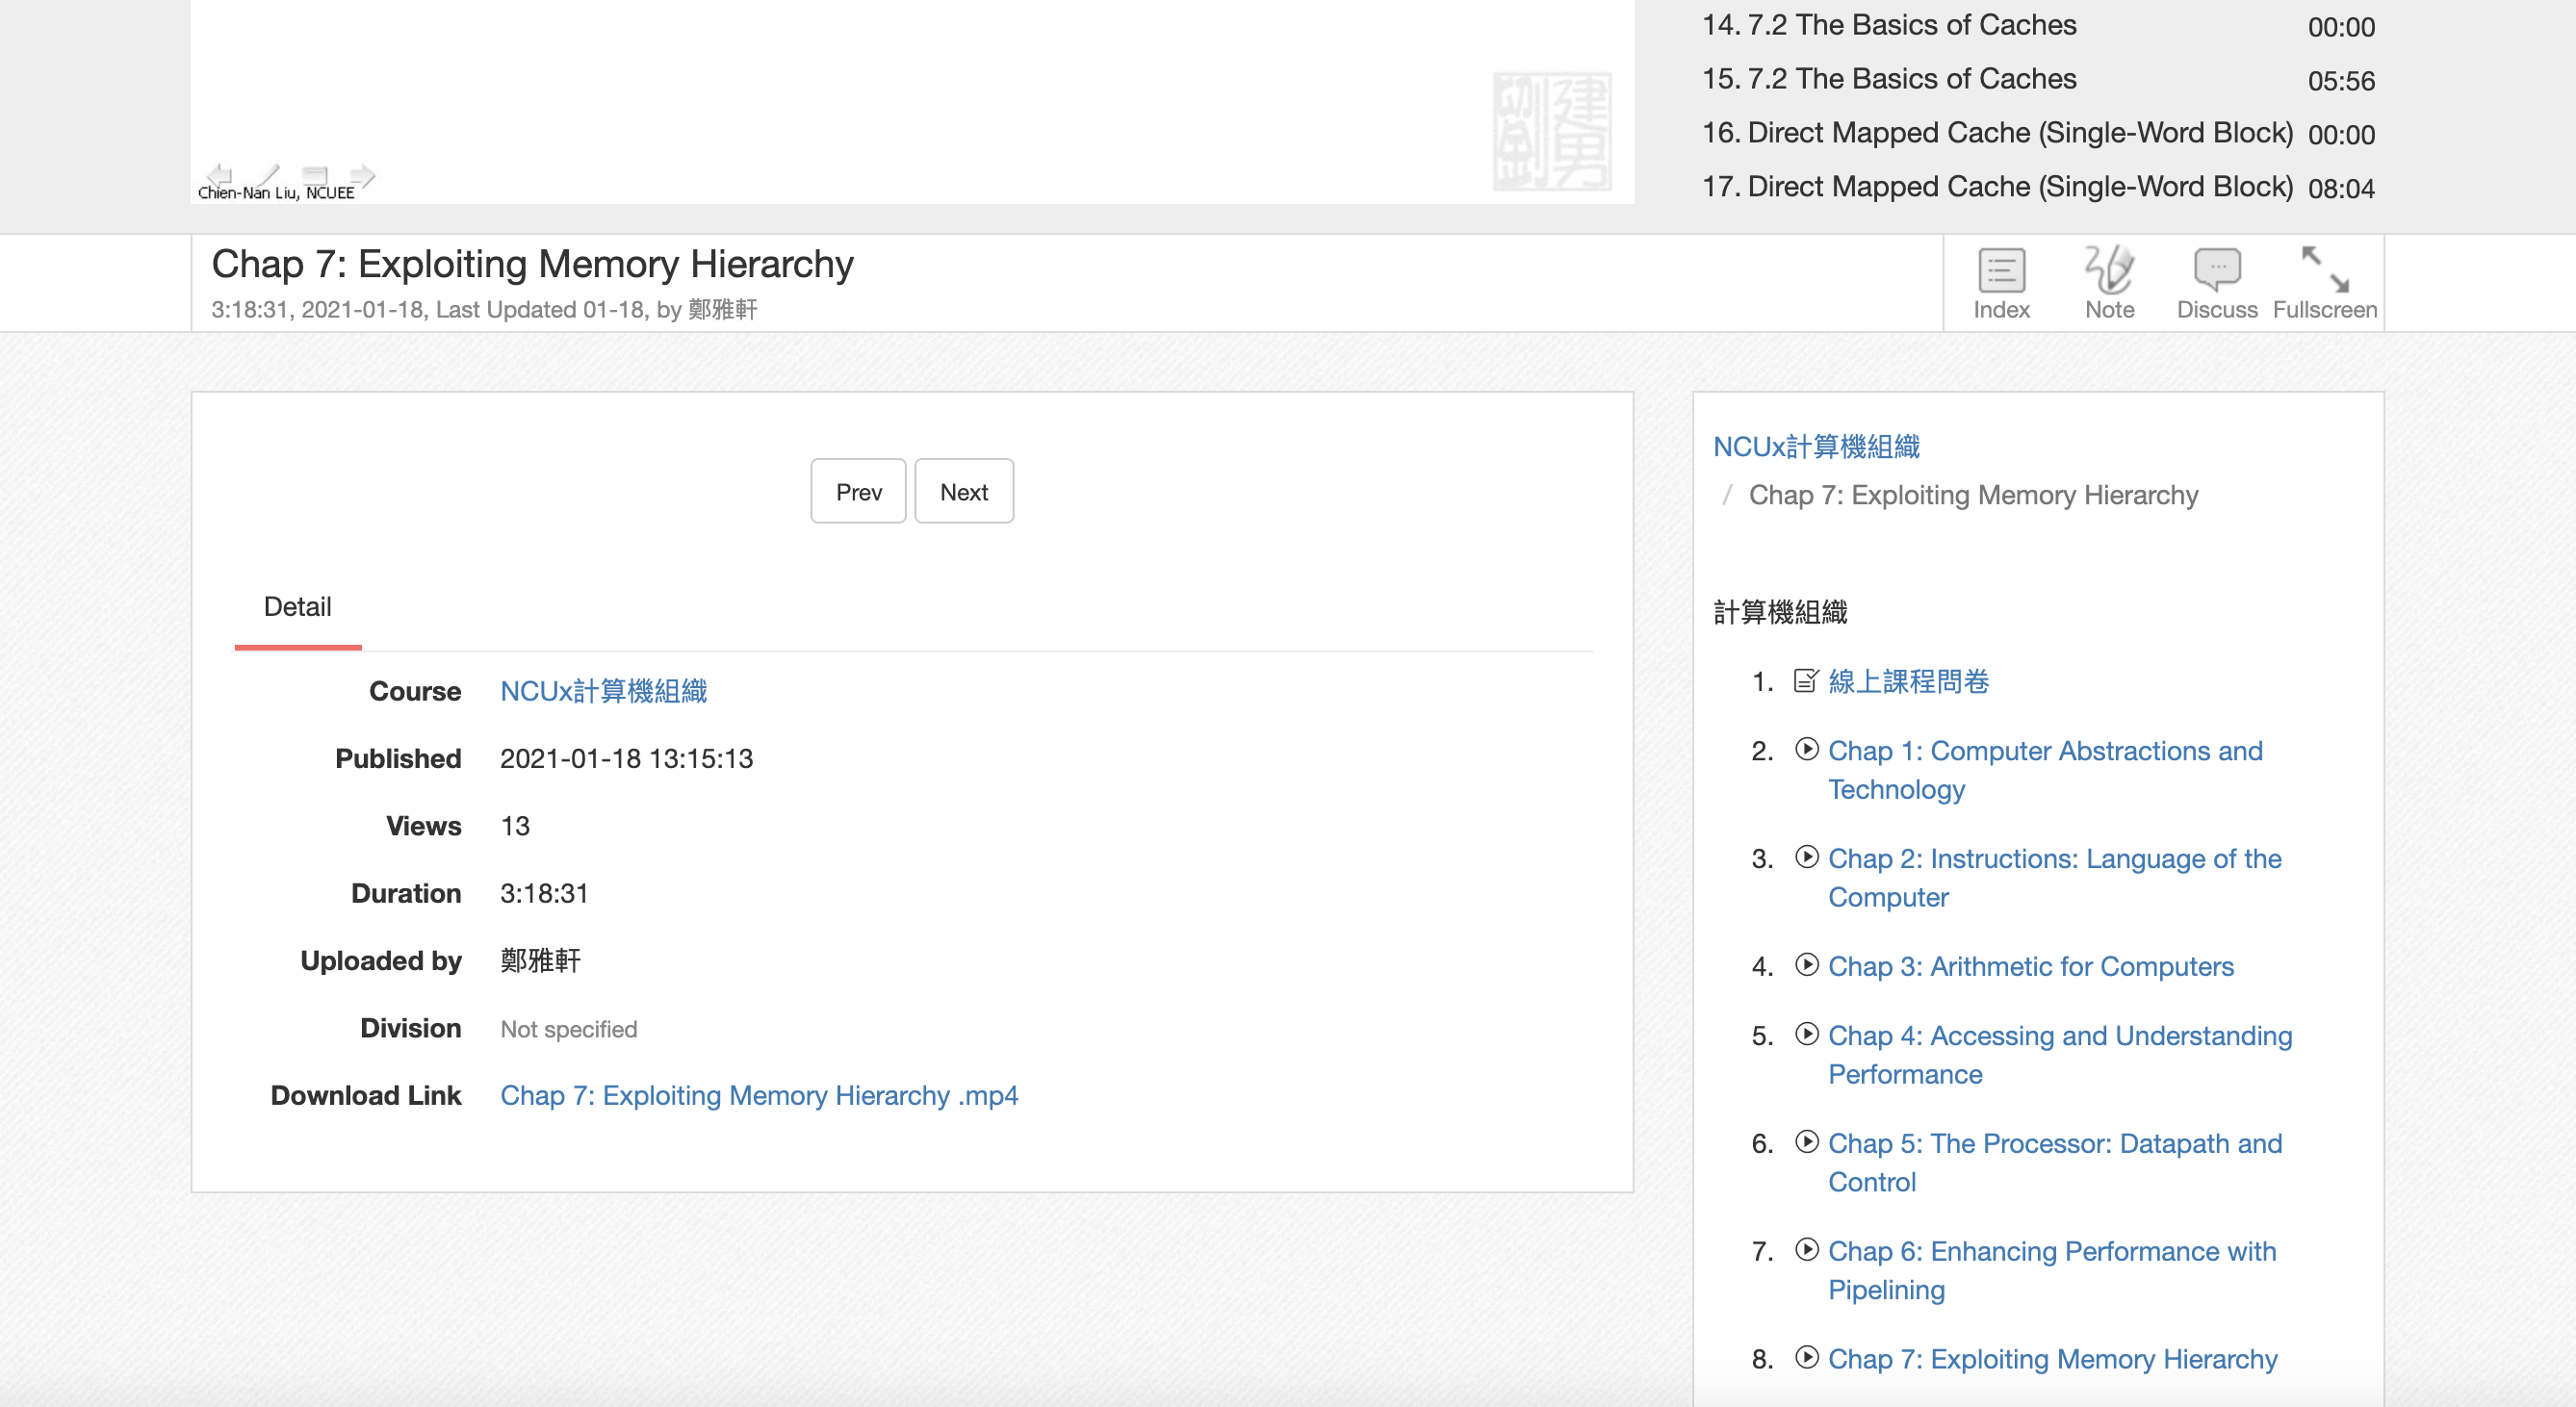 14. 7.2 The Basics of Caches 00:00
15. 7.2 The Basics of Caches 05:56
16. Direct Mapped Cache (Single-Word Block) 00:00
17. Direct Mapped Cache (Single-Word Block) 08:04
劉建男
Chien-Nan Liu, NCUEE
Chap 7: Exploiting Memory Hierarchy
3:18:31, 2021-01-18, Last Updated 01-18, by 鄭雅軒
Index Note Discuss Fullscreen
Prev Next
Detail
Course NCUx計算機組織
Published 2021-01-18 13:15:13
Views 13
Duration 3:18:31
Uploaded by 鄭雅軒
Division Not specified
Download Link Chap 7: Exploiting Memory Hierarchy .mp4
NCUx計算機組織
/ Chap 7: Exploiting Memory Hierarchy
計算機組織
1. 線上課程問卷
2. Chap 1: Computer Abstractions and
Technology
3. Chap 2: Instructions: Language of the
Computer
4. Chap 3: Arithmetic for Computers
5. Chap 4: Accessing and Understanding
Performance
6. Chap 5: The Processor: Datapath and
Control
7. Chap 6: Enhancing Performance with
Pipelining
8. Chap 7: Exploiting Memory Hierarchy